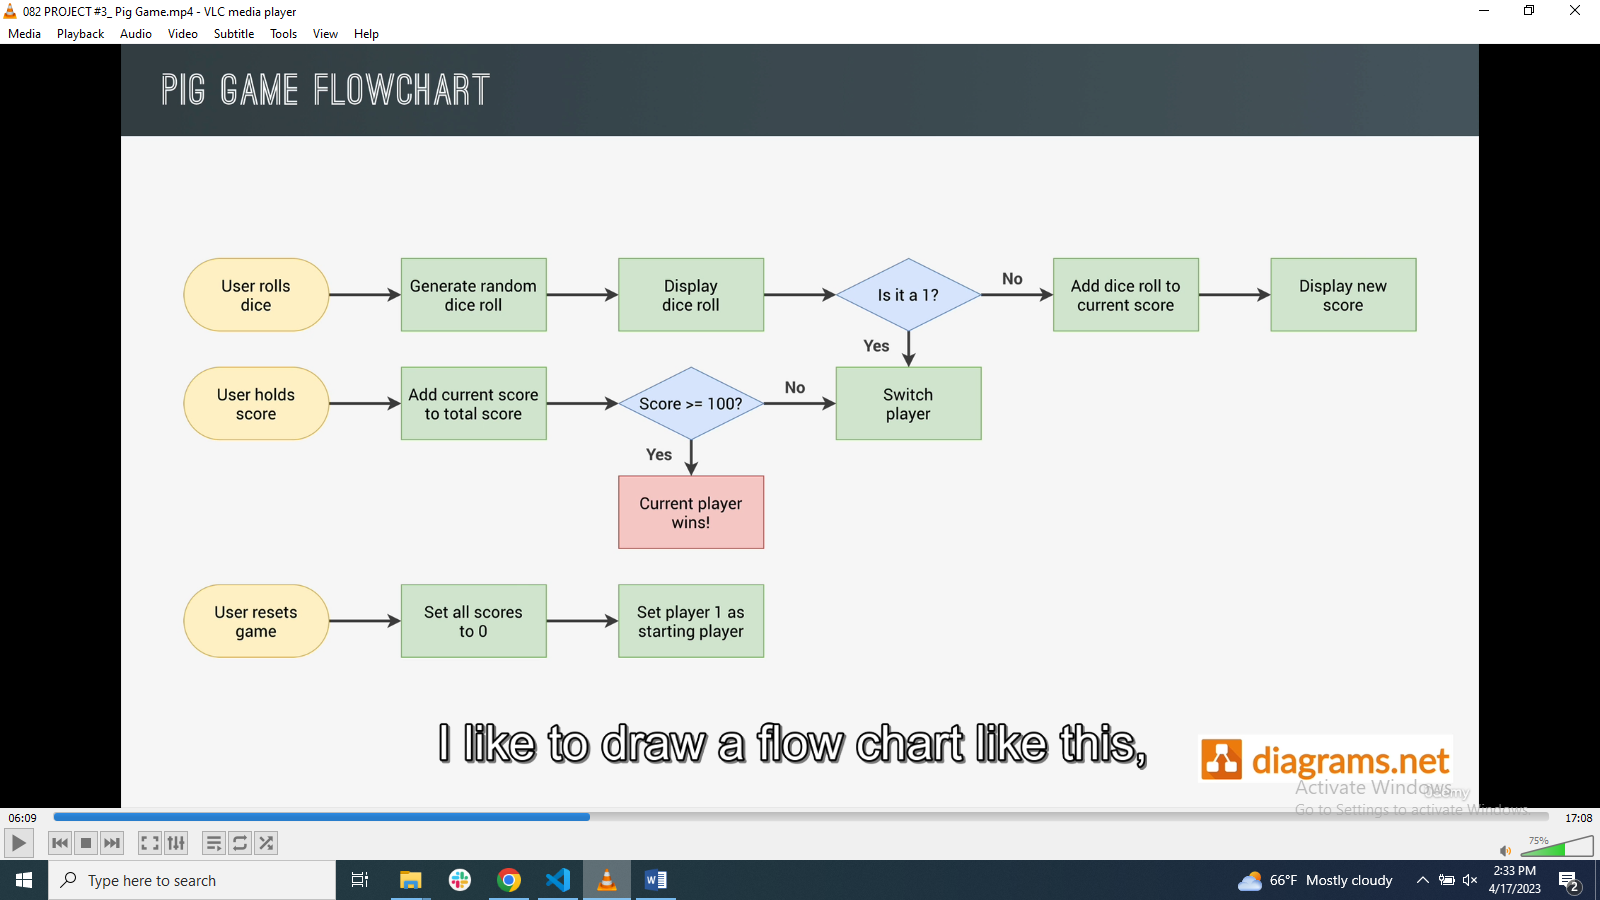 082 PROJECT #3_ Pig Game.mp4 - VLC media player
Media Playback Audio Video Subtitle Tools View Help
PIG GAME FLOWCHART
User rolls
dice
Generate random
dice roll
Display
dice roll
Is it a 1?
No
Add dice roll to
current score
Display new
score
Yes
User holds
score
Add current score
to total score
Score >= 100?
No
Switch
player
Yes
Current player
wins!
User resets
game
Set all scores
to 0
Set player 1 as
starting player
I like to draw a flow chart like this,
diagrams.net
Activate Windows
Go to Settings to activate Windows.
06:09
17:08
75%
Type here to search
66°F Mostly cloudy
2:33 PM
4/17/2023
2